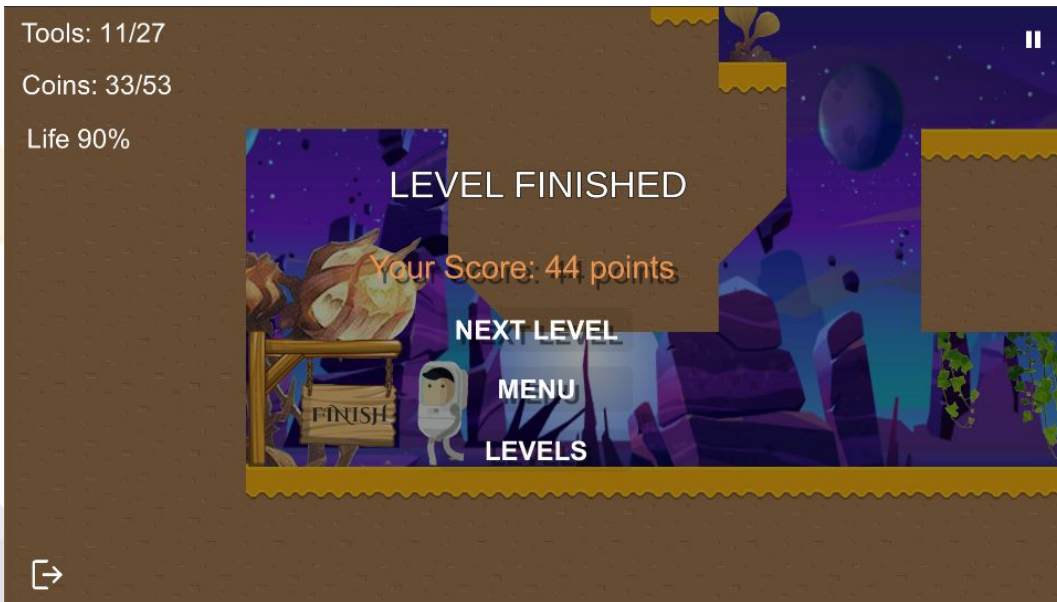 Tools: 11/27
Coins: 33/53
Life 90%
LEVEL FINISHED
Your Score: 44 points
NEXT LEVEL
MENU
FINISH
LEVELS